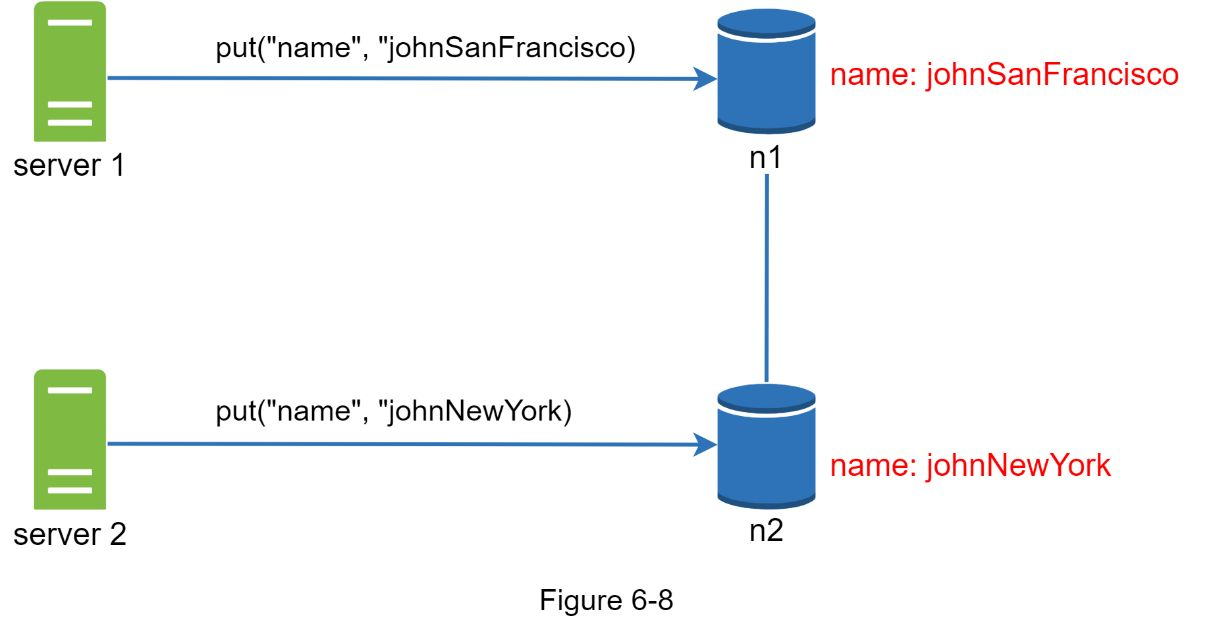 put("name", "johnSanFrancisco)
name: johnSanFrancisco
server 1
n1
put("name", "johnNewYork)
name: johnNewYork
server 2
n2
Figure 6-8